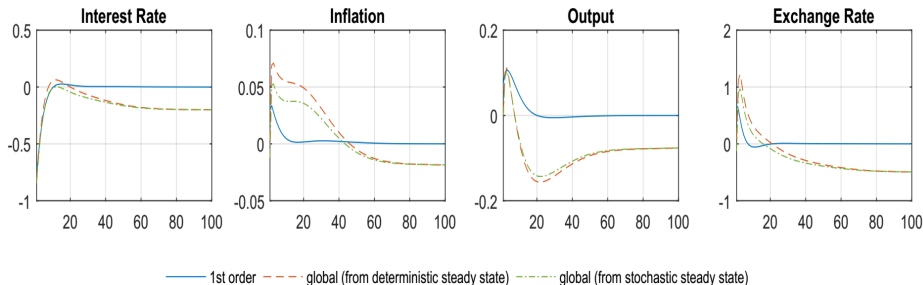 Interest Rate
0.5
0
-0.5
-1
20 40 60 80 100
Inflation
0.1
0.05
0
-0.05
20 40 60 80 100
Output
0.2
0
-0.2
20 40 60 80 100
Exchange Rate
2
1
0
-1
20 40 60 80 100
1st order global (from deterministic steady state) global (from stochastic steady state)